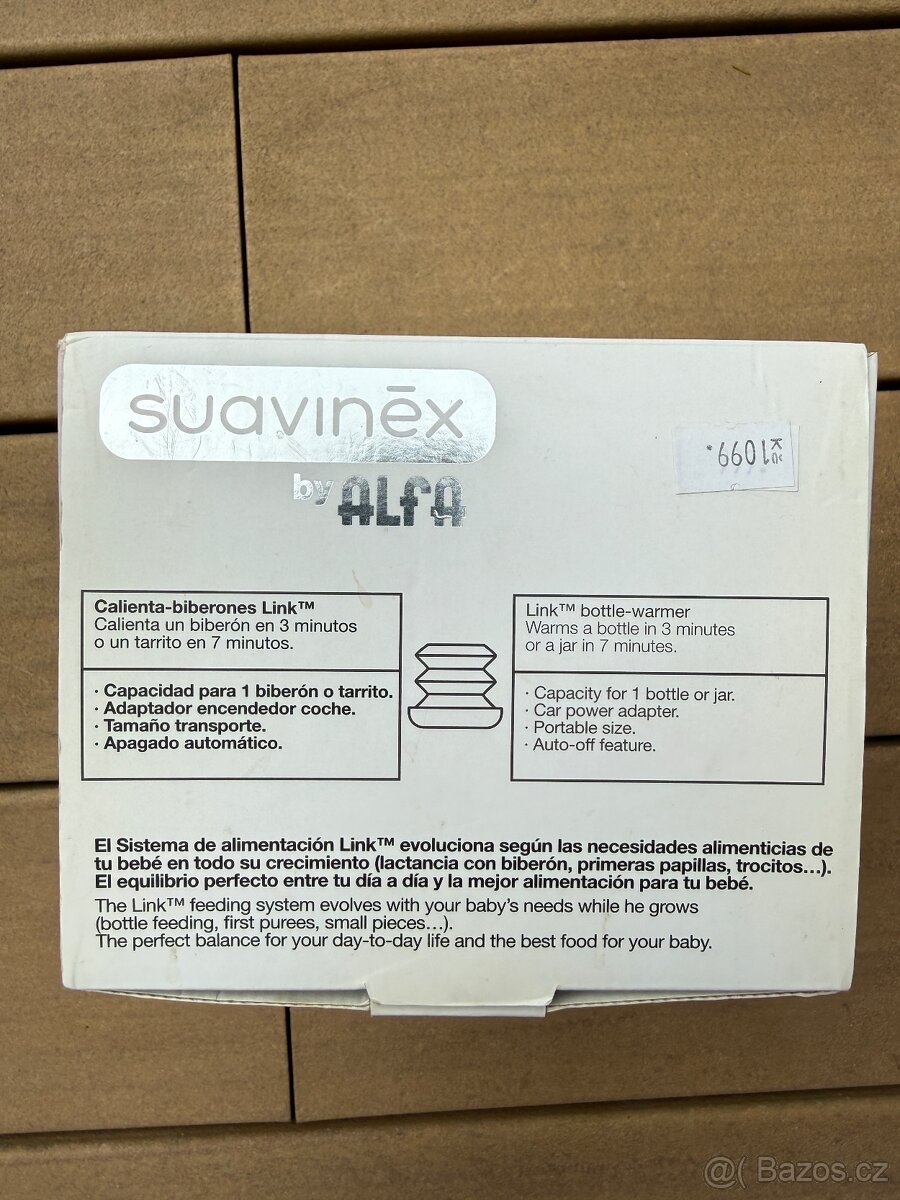 suavinēx
by ALFA
Kč 1099.
Calienta-biberones Link™
Calienta un biberón en 3 minutos
o un tarrito en 7 minutos.
· Capacidad para 1 biberón o tarrito.
· Adaptador encendedor coche.
· Tamaño transporte.
· Apagado automático.
Link™ bottle-warmer
Warms a bottle in 3 minutes
or a jar in 7 minutes.
· Capacity for 1 bottle or jar.
· Car power adapter.
· Portable size.
· Auto-off feature.
El Sistema de alimentación Link™ evoluciona según las necesidades alimenticias de
tu bebé en todo su crecimiento (lactancia con biberón, primeras papillas, trocitos...).
El equilibrio perfecto entre tu día a día y la mejor alimentación para tu bebé.
The Link™ feeding system evolves with your baby's needs while he grows
(bottle feeding, first purees, small pieces...).
The perfect balance for your day-to-day life and the best food for your baby.
@( Bazos.cz